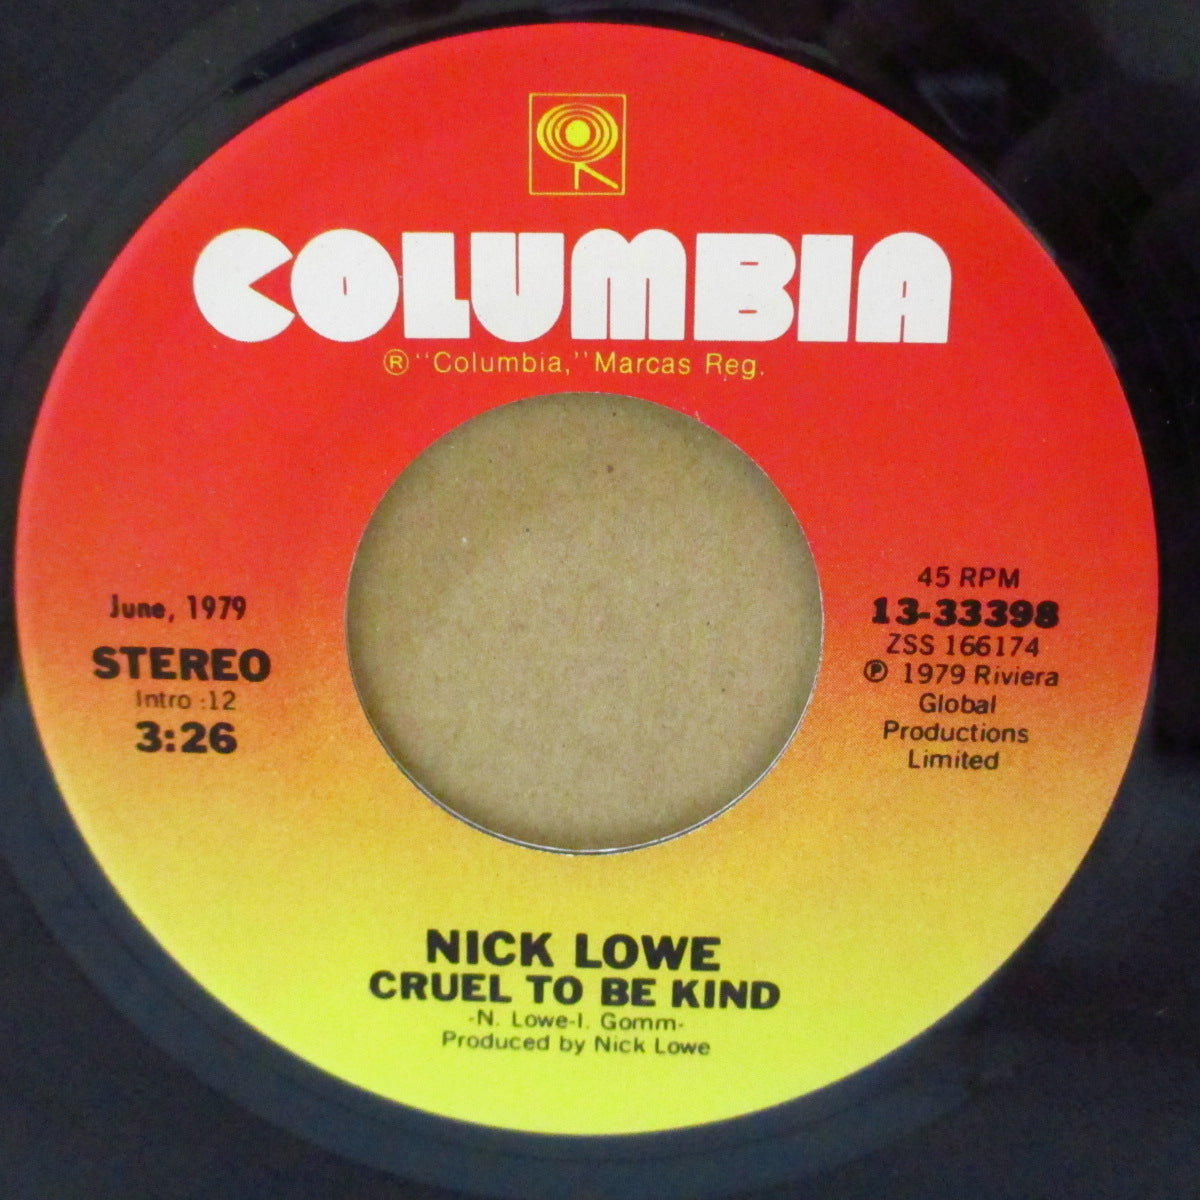 COLUMBIA
® "Columbia," Marcas Reg.
June, 1979
STEREO
Intro :12
3:26
45 RPM
13-33398
ZSS 166174
℗ 1979 Riviera
Global
Productions
Limited
NICK LOWE
CRUEL TO BE KIND
-N. Lowe-I. Gomm-
Produced by Nick Lowe